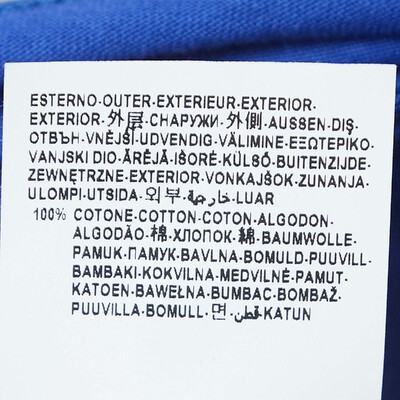 ESTERNO·OUTER·EXTERIEUR·EXTERIOR·
EXTERIOR·外层·СНАРУЖИ·外側·AUSSEN·DIŞ·
ОТВЪН·VNĚJŠÍ·UDVENDIG·VÄLIMINE·ΕΞΩΤΕΡΙΚΟ·
VANJSKI DIO·ĀRĒJĀ·IŠORĖ·KÜLSŐ·BUITENZIJDE·
ZEWNĘTRZNE·EXTERIOR·VONKAJŠOK·ZUNANJA·
ULOMPI·UTSIDA·외부·خارجة·LUAR
100% COTONE·COTTON·COTON·ALGODON·
ALGODÃO·棉·ХЛОПОК·綿·BAUMWOLLE·
PAMUK·ПАМУК·BAVLNA·BOMULD·PUUVILL·
BAMBAKI·KOKVILNA·MEDVILNĖ·PAMUT·
KATOEN·BAWEŁNA·BUMBAC·BOMBAŽ·
PUUVILLA·BOMULL·면·قطن·KATUN